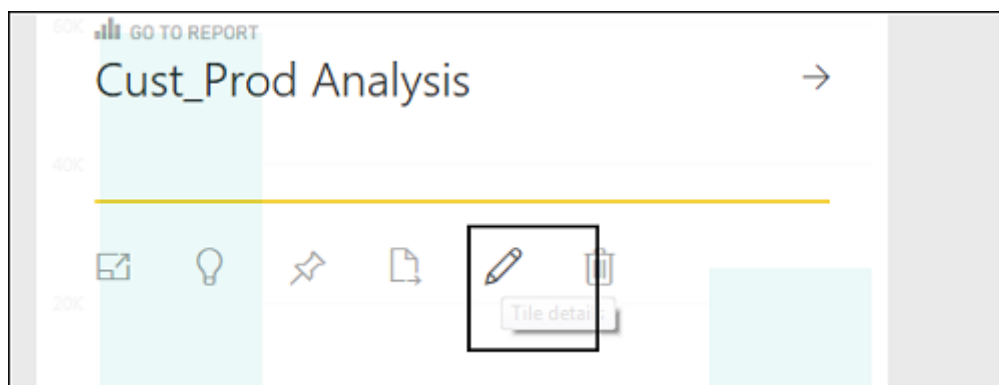 60K
GO TO REPORT
Cust_Prod Analysis
40K
20K
Tile details